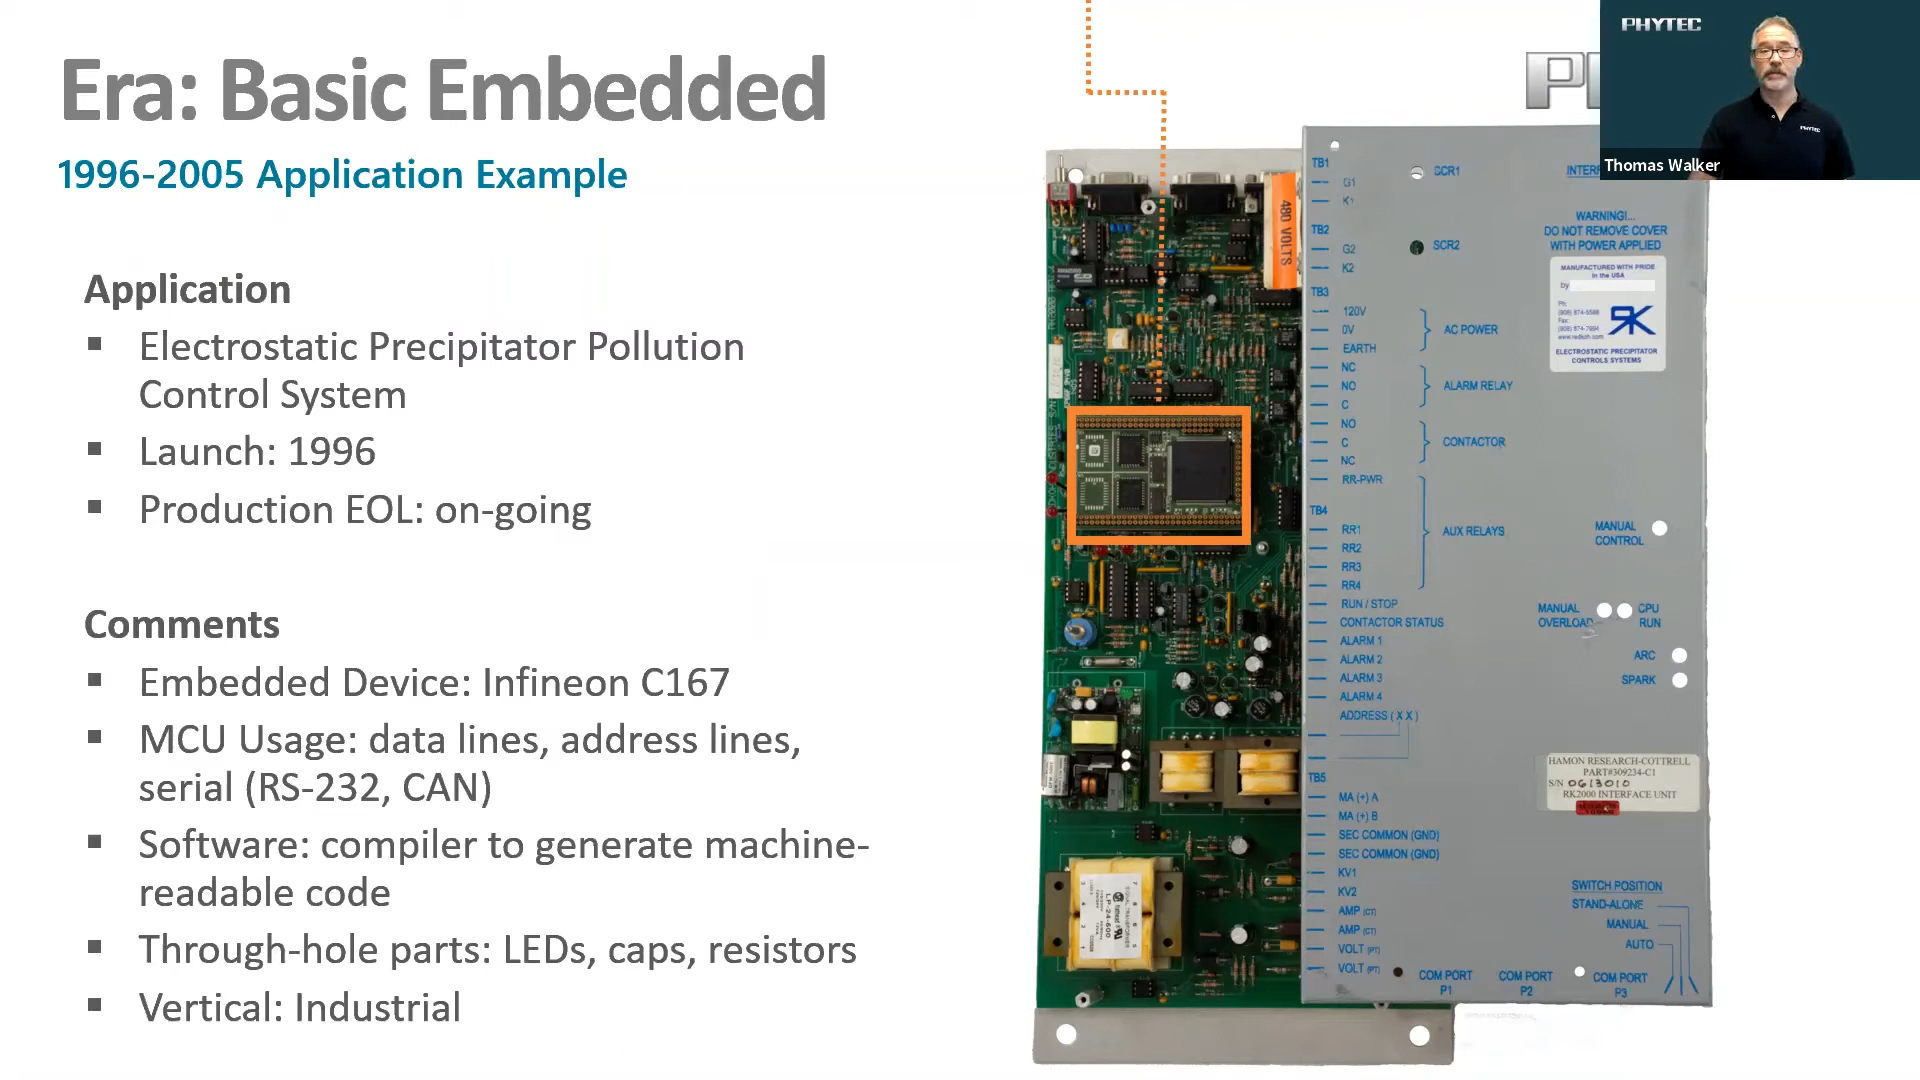 Era: Basic Embedded
1996-2005 Application Example
Application
▪ Electrostatic Precipitator Pollution
Control System
▪ Launch: 1996
▪ Production EOL: on-going
Comments
▪ Embedded Device: Infineon C167
▪ MCU Usage: data lines, address lines,
serial (RS-232, CAN)
▪ Software: compiler to generate machine-
readable code
▪ Through-hole parts: LEDs, caps, resistors
▪ Vertical: Industrial
PHYTEC
PHYTEC
Thomas Walker
480 VOLTS
TB1
G1
K1
TB2
G2
K2
TB3
120V
0V
EARTH
AC POWER
NC
NO
C
ALARM RELAY
NO
C
NC
CONTACTOR
RR-PWR
TB4
RR1
RR2
RR3
RR4
AUX RELAYS
RUN / STOP
CONTACTOR STATUS
ALARM 1
ALARM 2
ALARM 3
ALARM 4
ADDRESS ( X X )
TB5
MA (+) A
MA (+) B
SEC COMMON (GND)
SEC COMMON (GND)
KV1
KV2
AMP (CT)
AMP (CT)
VOLT (PT)
VOLT (PT)
SCR1
SCR2
WARNING!...
DO NOT REMOVE COVER
WITH POWER APPLIED
MANUFACTURED WITH PRIDE
in the USA
by
PH:
Fax:
RK
ELECTROSTATIC PRECIPITATOR
CONTROLS SYSTEMS
MANUAL
CONTROL
MANUAL
OVERLOAD
CPU
RUN
ARC
SPARK
HAMON RESEARCH-COTTRELL
PART#309234-C1
S/N 0613010
RK2000 INTERFACE UNIT
SWITCH POSITION
STAND-ALONE
MANUAL
AUTO
COM PORT
P1
COM PORT
P2
COM PORT
P3
LP-24-600